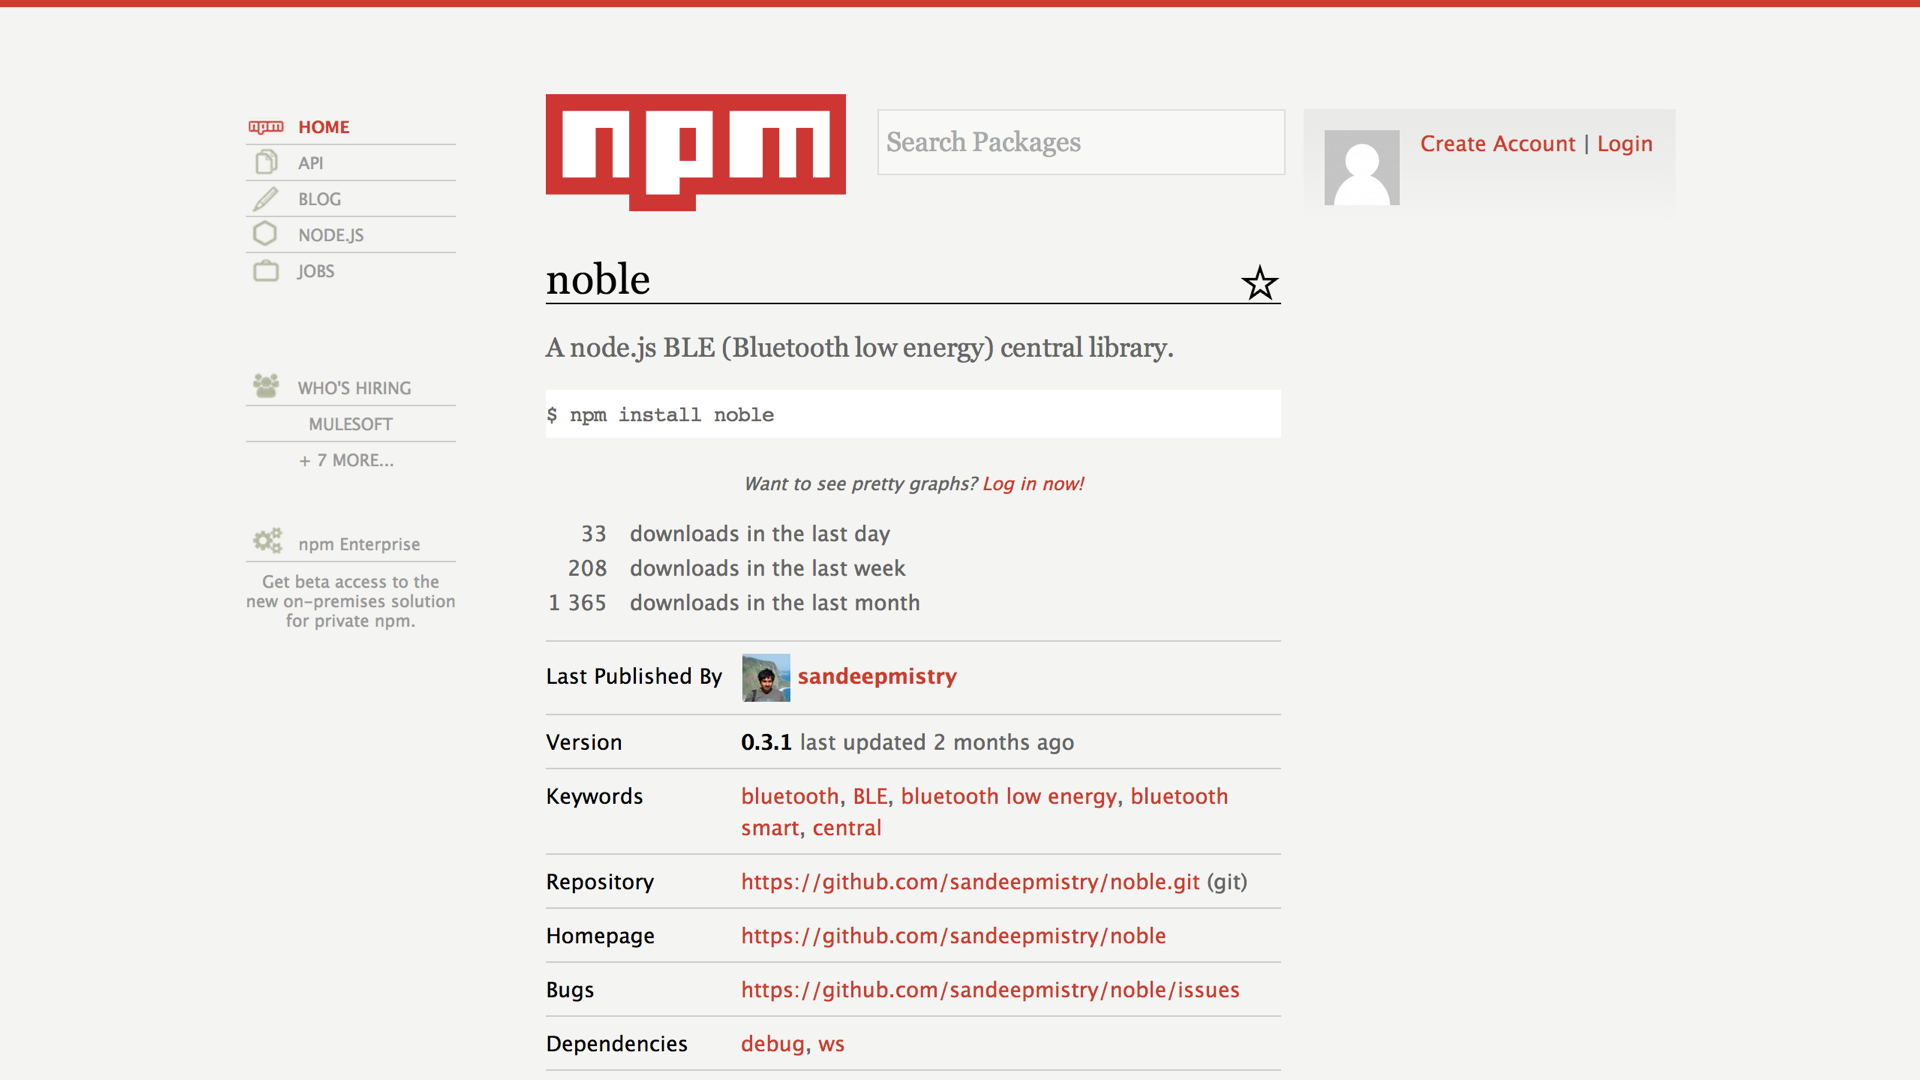 npm HOME
API
BLOG
NODE.JS
JOBS
WHO'S HIRING
MULESOFT
+ 7 MORE...
npm Enterprise
Get beta access to the
new on-premises solution
for private npm.
npm
Search Packages
Create Account | Login
noble
A node.js BLE (Bluetooth low energy) central library.
$ npm install noble
Want to see pretty graphs? Log in now!
33 downloads in the last day
208 downloads in the last week
1 365 downloads in the last month
Last Published By sandeepmistry
Version 0.3.1 last updated 2 months ago
Keywords bluetooth, BLE, bluetooth low energy, bluetooth
smart, central
Repository https://github.com/sandeepmistry/noble.git (git)
Homepage https://github.com/sandeepmistry/noble
Bugs https://github.com/sandeepmistry/noble/issues
Dependencies debug, ws